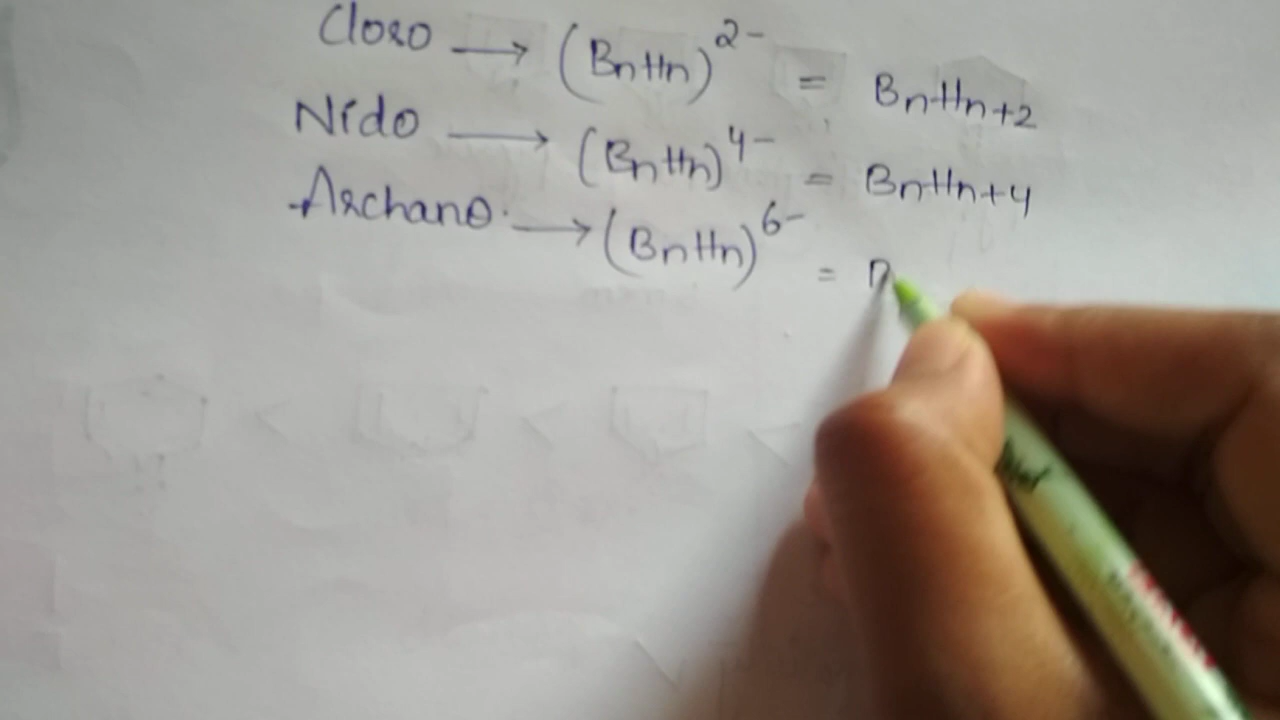 Closo → (BnHn)2- = BnHn+2
Nido → (BnHn)4- = BnHn+4
Archano → (BnHn)6- =